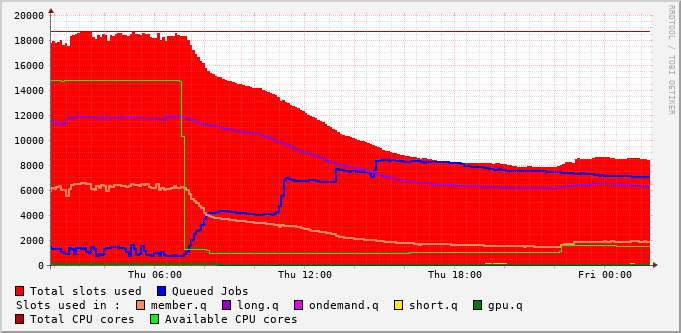 20000
18000
16000
14000
12000
10000
8000
6000
4000
2000
0
Thu 06:00 Thu 12:00 Thu 18:00 Fri 00:00
Total slots used Queued Jobs
Slots used in : member.q long.q ondemand.q short.q gpu.q
Total CPU cores Available CPU cores
RRDTOOL / TOBI OETIKER